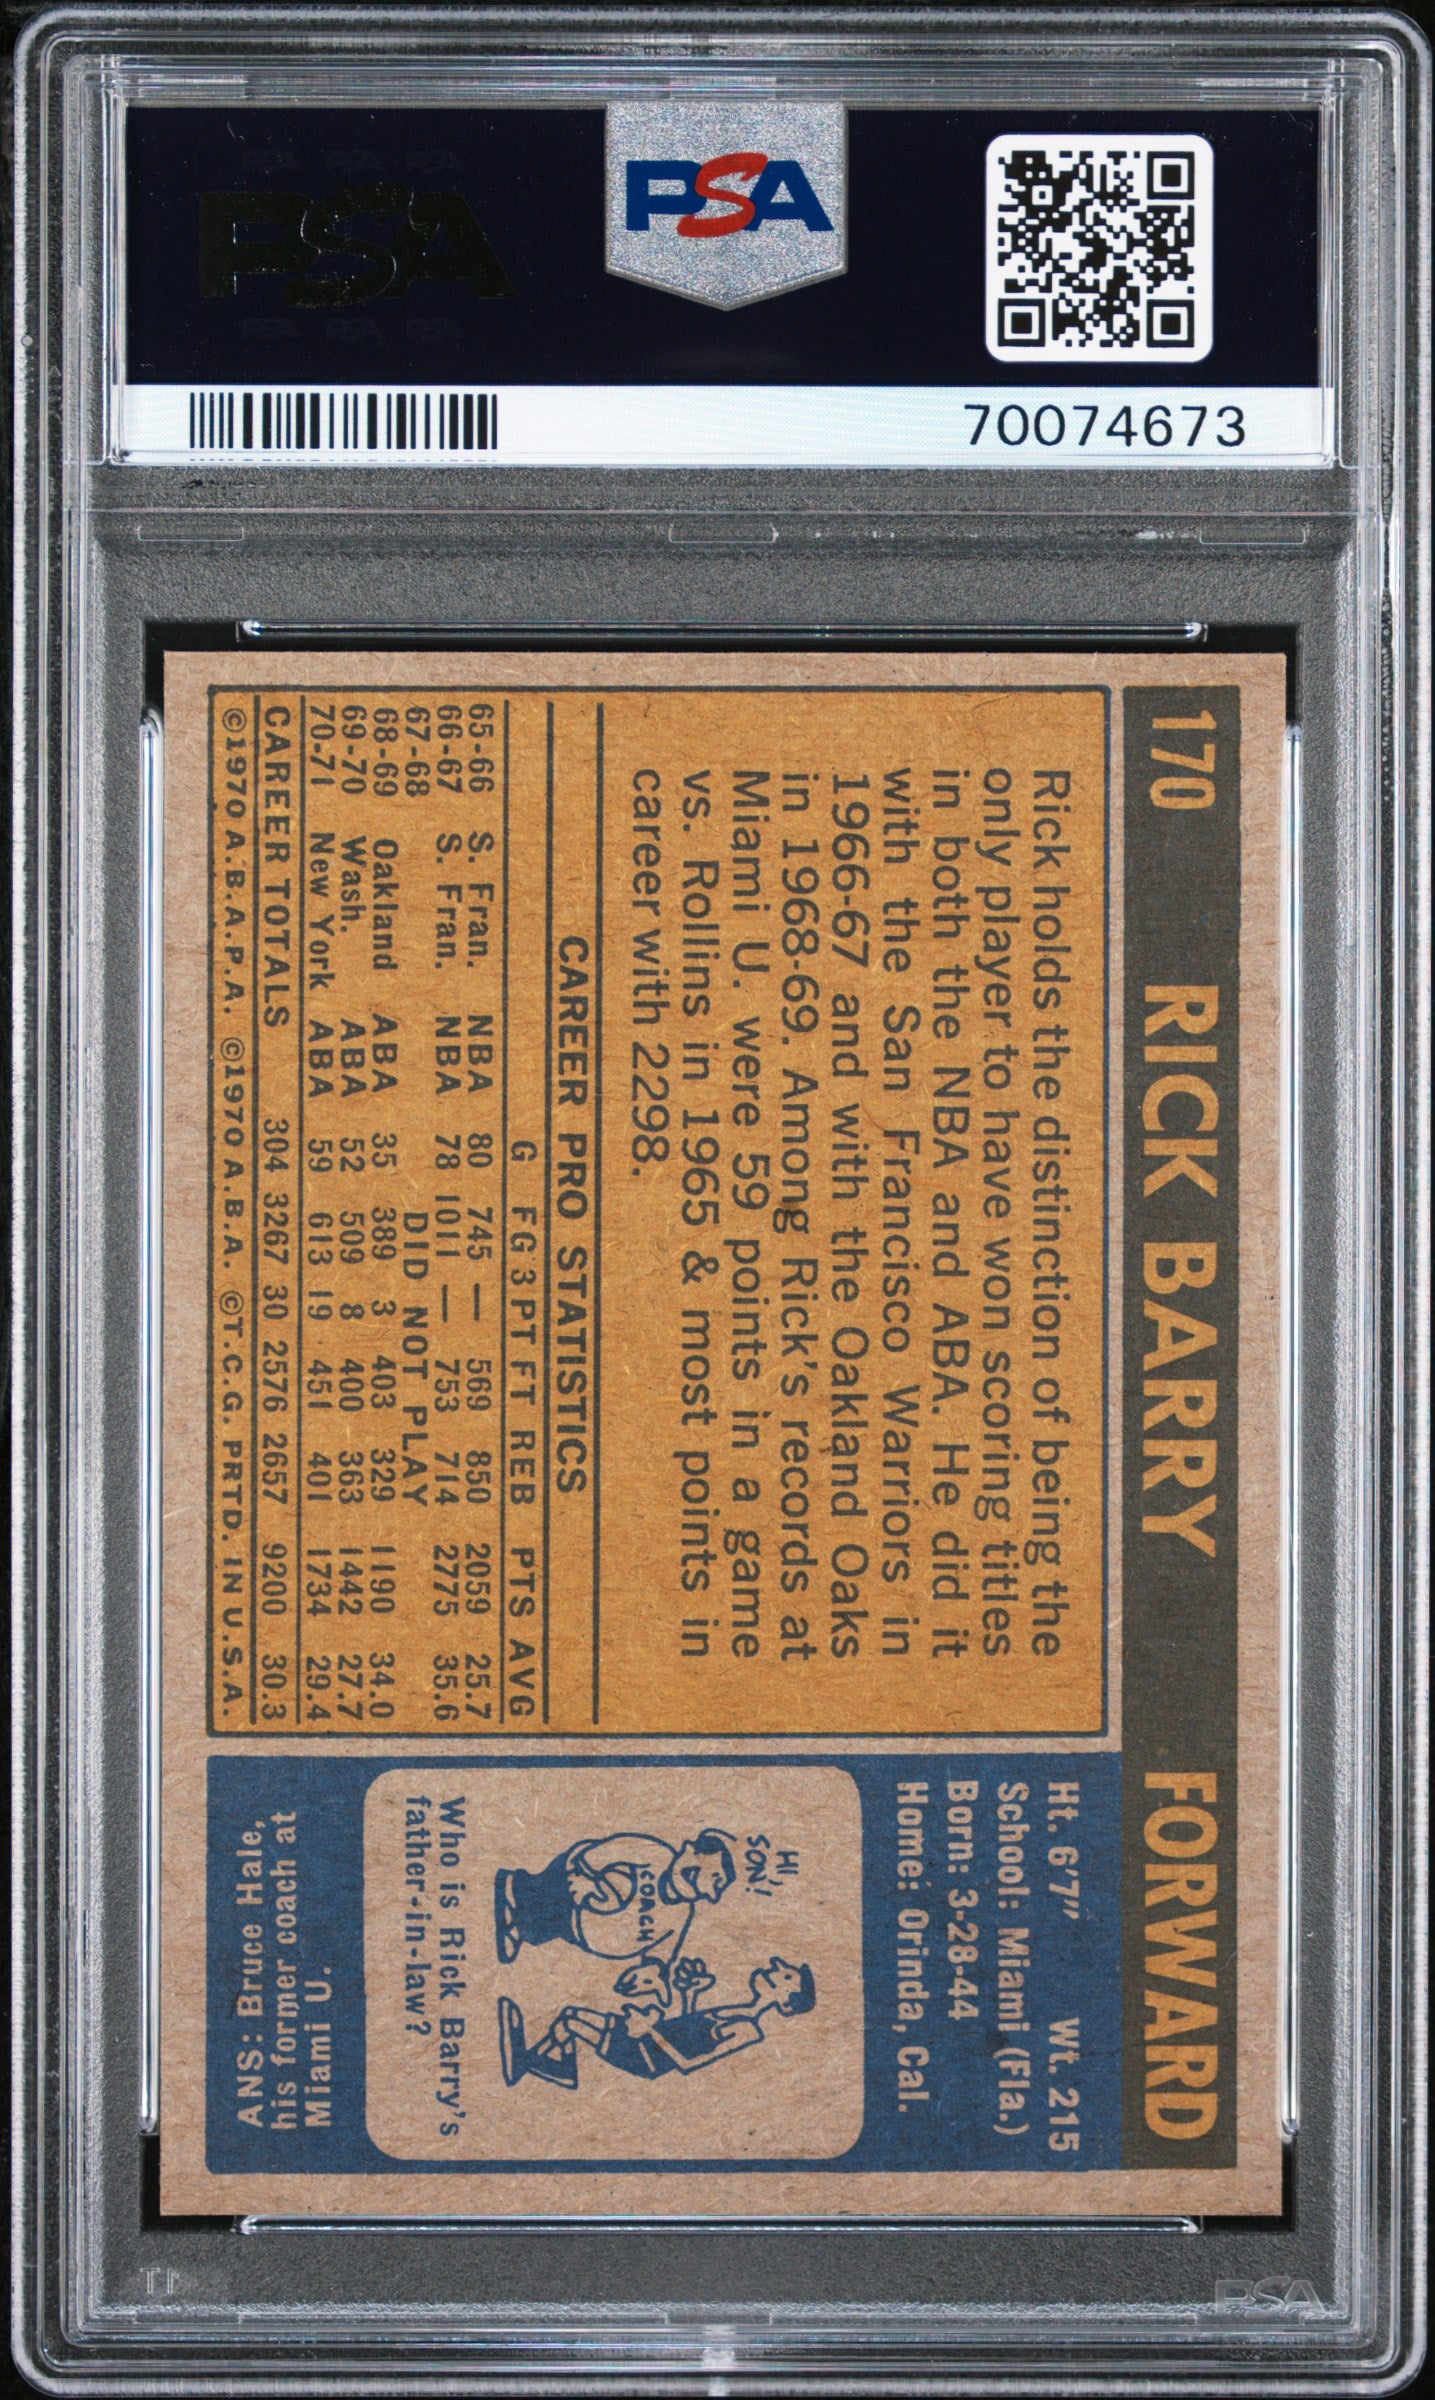 PSA
PSA PSA PSA
PSA
PSA PSA PSA
70074673
170 RICK BARRY FORWARD
Rick holds the distinction of being the
only player to have won scoring titles
in both the NBA and ABA. He did it
with the San Francisco Warriors in
1966-67 and with the Oakland Oaks
in 1968-69. Among Rick's records at
Miami U. were 59 points in a game
vs. Rollins in 1965 & most points in
career with 2298.
CAREER PRO STATISTICS
G FG 3PT FT REB PTS AVG
65-66 S. Fran. NBA 80 745 — 569 850 2059 25.7
66-67 S. Fran. NBA 78 1011 — 753 714 2775 35.6
67-68 DID NOT PLAY
68-69 Oakland ABA 35 389 3 403 329 1190 34.0
69-70 Wash. ABA 52 509 8 400 363 1442 27.7
70-71 New York ABA 59 613 19 451 401 1734 29.4
CAREER TOTALS 304 3267 30 2576 2657 9200 30.3
©1970 A.B.A.P.A. ©1970 A.B.A. ©T.C.G. PRTD. IN U.S.A.
Ht. 6'7" Wt. 215
School: Miami (Fla.)
Born: 3-28-44
Home: Orinda, Cal.
HI,
SON!
COACH
Who is Rick Barry's
father-in-law?
ANS: Bruce Hale,
his former coach at
Miami U.
PSA